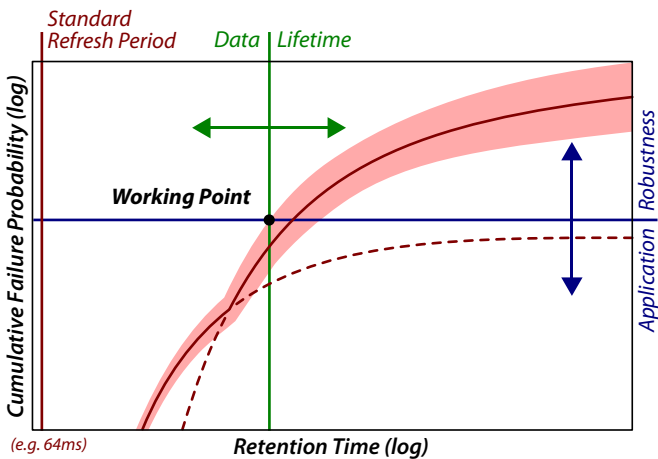 Standard
Refresh Period
Data Lifetime
Cumulative Failure Probability (log)
Working Point
Application Robustness
(e.g. 64ms)
Retention Time (log)